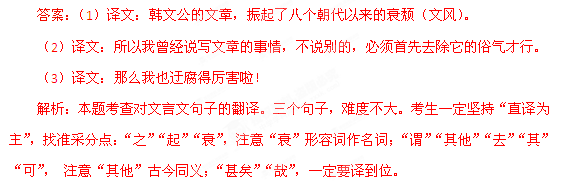 答案：（1）译文：韩文公的文章，振起了八个朝代以来的衰颓（文风）。
（2）译文：所以我曾经说写文章的事情，不说别的，必须首先去除它的俗气才行。
（3）译文：那么我也迂腐得厉害啦！
解析：本题考查对文言文句子的翻译。三个句子，难度不大。考生一定坚持“直译为
主”，找准采分点：“之”“起”“衰”，注意“衰”形容词作名词；“谓”“其他”“去”“其”
“可”， 注意“其他”古今同义；“甚矣”“哉”，一定要译到位。